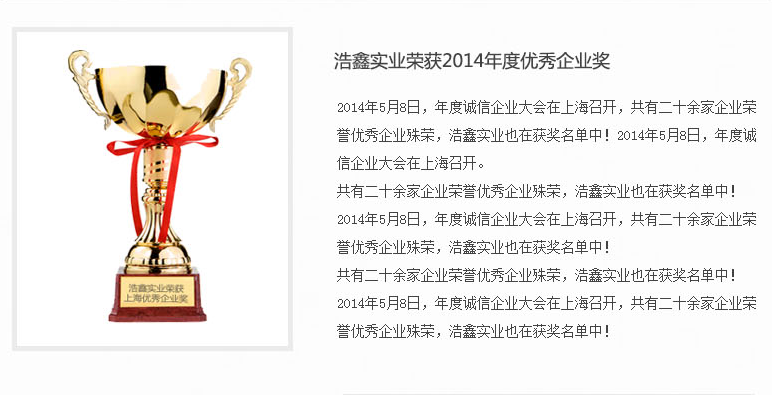 浩鑫实业荣获2014年度优秀企业奖
2014年5月8日，年度诚信企业大会在上海召开，共有二十余家企业荣
誉优秀企业殊荣，浩鑫实业也在获奖名单中！2014年5月8日，年度诚
信企业大会在上海召开。
共有二十余家企业荣誉优秀企业殊荣，浩鑫实业也在获奖名单中！
2014年5月8日，年度诚信企业大会在上海召开，共有二十余家企业荣
誉优秀企业殊荣，浩鑫实业也在获奖名单中！
共有二十余家企业荣誉优秀企业殊荣，浩鑫实业也在获奖名单中！
2014年5月8日，年度诚信企业大会在上海召开，共有二十余家企业荣
誉优秀企业殊荣，浩鑫实业也在获奖名单中！
浩鑫实业荣获
上海优秀企业奖